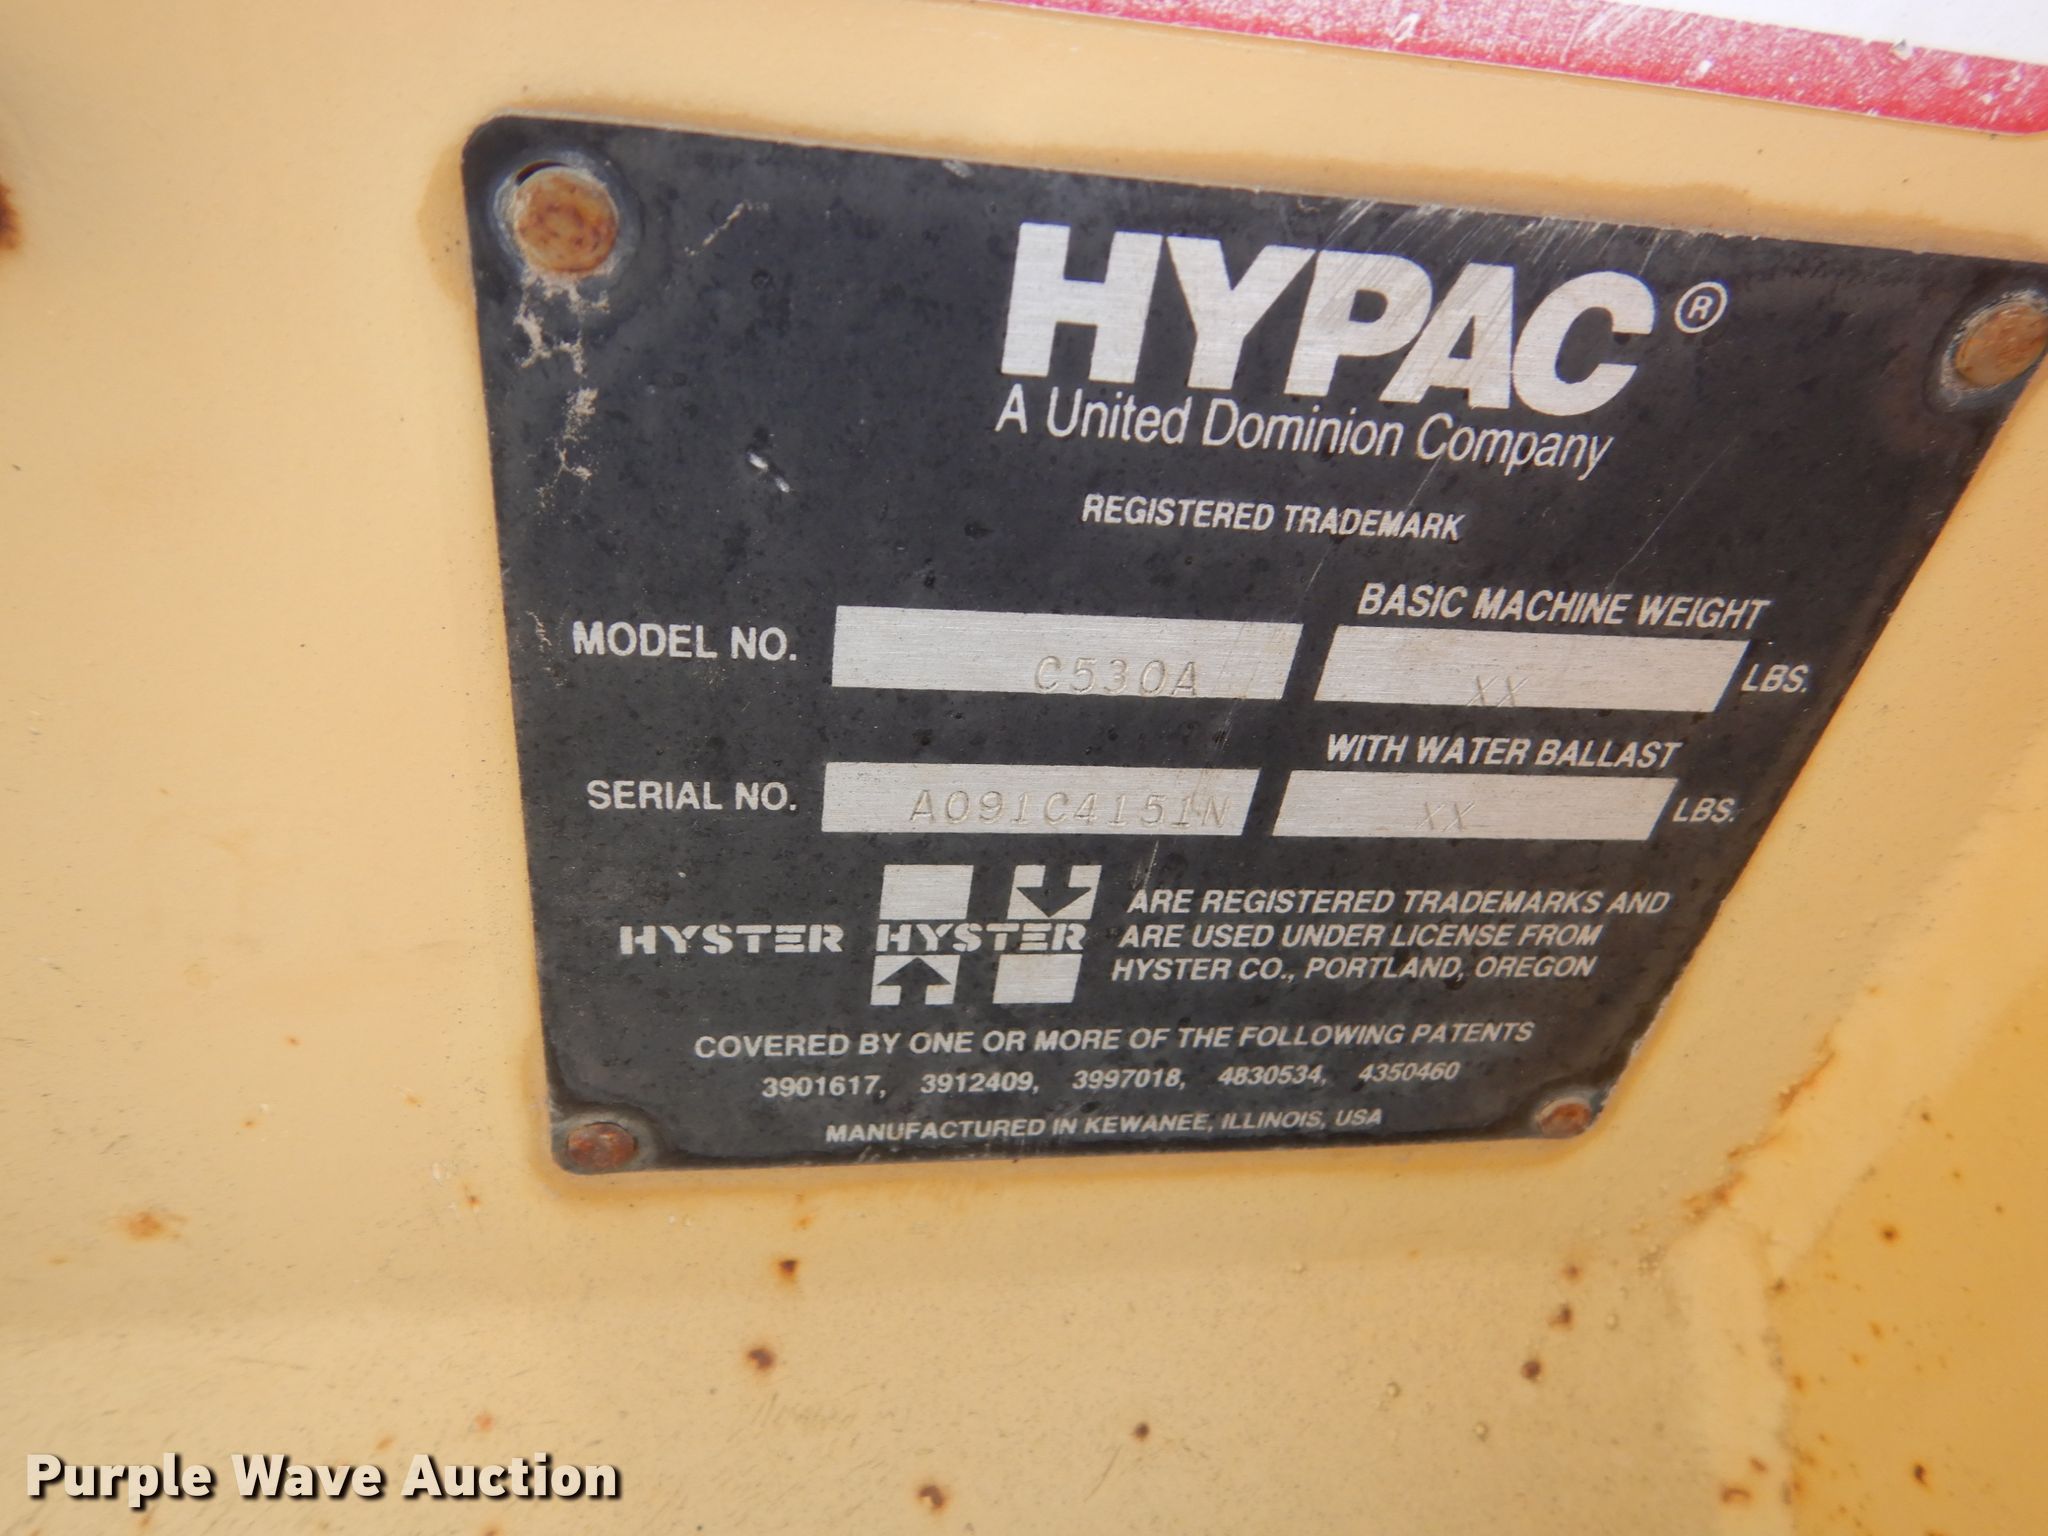 HYPAC®
A United Dominion Company
REGISTERED TRADEMARK
BASIC MACHINE WEIGHT
MODEL NO. C530A XX LBS.
WITH WATER BALLAST
SERIAL NO. A091C4151N XX LBS.
HYSTER HYSTER ARE REGISTERED TRADEMARKS AND
ARE USED UNDER LICENSE FROM
HYSTER CO., PORTLAND, OREGON
COVERED BY ONE OR MORE OF THE FOLLOWING PATENTS
3901617, 3912409, 3997018, 4830534, 4350460
MANUFACTURED IN KEWANEE, ILLINOIS, USA
Purple Wave Auction